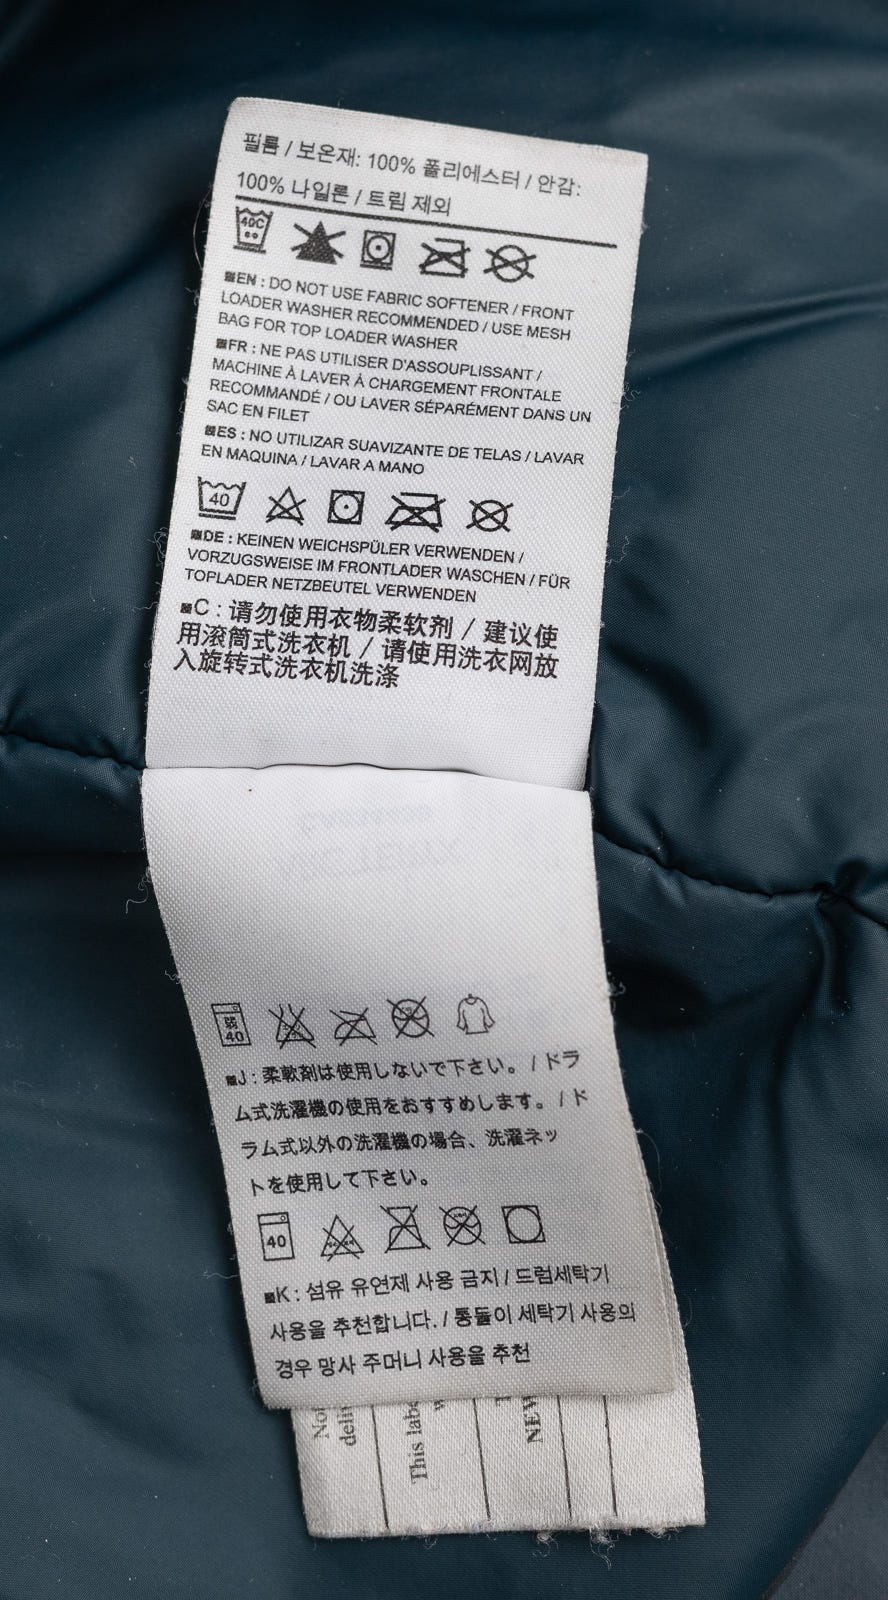 필름 / 보온재: 100% 폴리에스터 / 안감:
100% 나일론 / 트림 제외
40C
EN : DO NOT USE FABRIC SOFTENER / FRONT
LOADER WASHER RECOMMENDED / USE MESH
BAG FOR TOP LOADER WASHER
FR : NE PAS UTILISER D'ASSOUPLISSANT /
MACHINE À LAVER À CHARGEMENT FRONTALE
RECOMMANDÉ / OU LAVER SÉPARÉMENT DANS UN
SAC EN FILET
ES : NO UTILIZAR SUAVIZANTE DE TELAS / LAVAR
EN MAQUINA / LAVAR A MANO
40
DE : KEINEN WEICHSPÜLER VERWENDEN /
VORZUGSWEISE IM FRONTLADER WASCHEN / FÜR
TOPLADER NETZBEUTEL VERWENDEN
C : 请勿使用衣物柔软剂 / 建议使
用滚筒式洗衣机 / 请使用洗衣网放
入旋转式洗衣机洗涤
弱
40
J : 柔軟剤は使用しないで下さい。 / ドラ
ム式洗濯機の使用をおすすめします。 / ド
ラム式以外の洗濯機の場合、洗濯ネッ
トを使用して下さい。
40
K : 섬유 유연제 사용 금지 / 드럼세탁기
사용을 추천합니다. / 통돌이 세탁기 사용의
경우 망사 주머니 사용을 추천
This
NEW